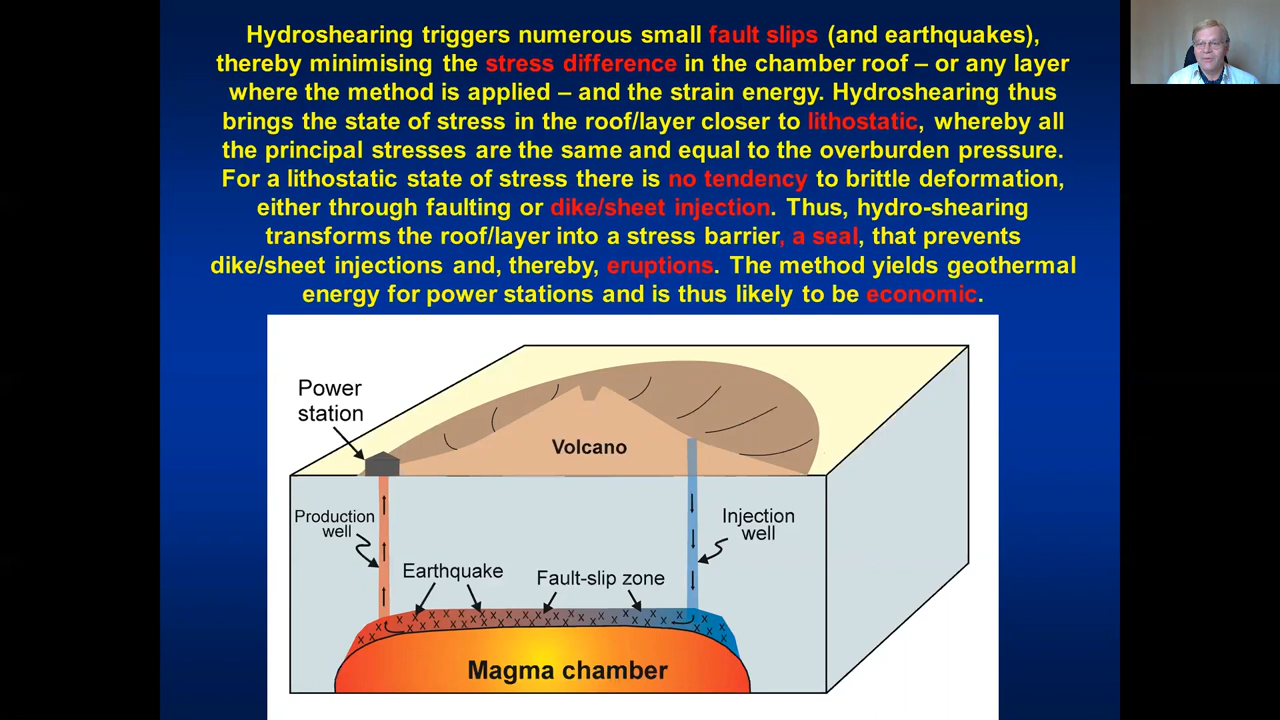 Hydroshearing triggers numerous small fault slips (and earthquakes),
thereby minimising the stress difference in the chamber roof – or any layer
where the method is applied – and the strain energy. Hydroshearing thus
brings the state of stress in the roof/layer closer to lithostatic, whereby all
the principal stresses are the same and equal to the overburden pressure.
For a lithostatic state of stress there is no tendency to brittle deformation,
either through faulting or dike/sheet injection. Thus, hydro-shearing
transforms the roof/layer into a stress barrier, a seal, that prevents
dike/sheet injections and, thereby, eruptions. The method yields geothermal
energy for power stations and is thus likely to be economic.
Power
station
Volcano
Production
well
Injection
well
Earthquake
Fault-slip zone
Magma chamber